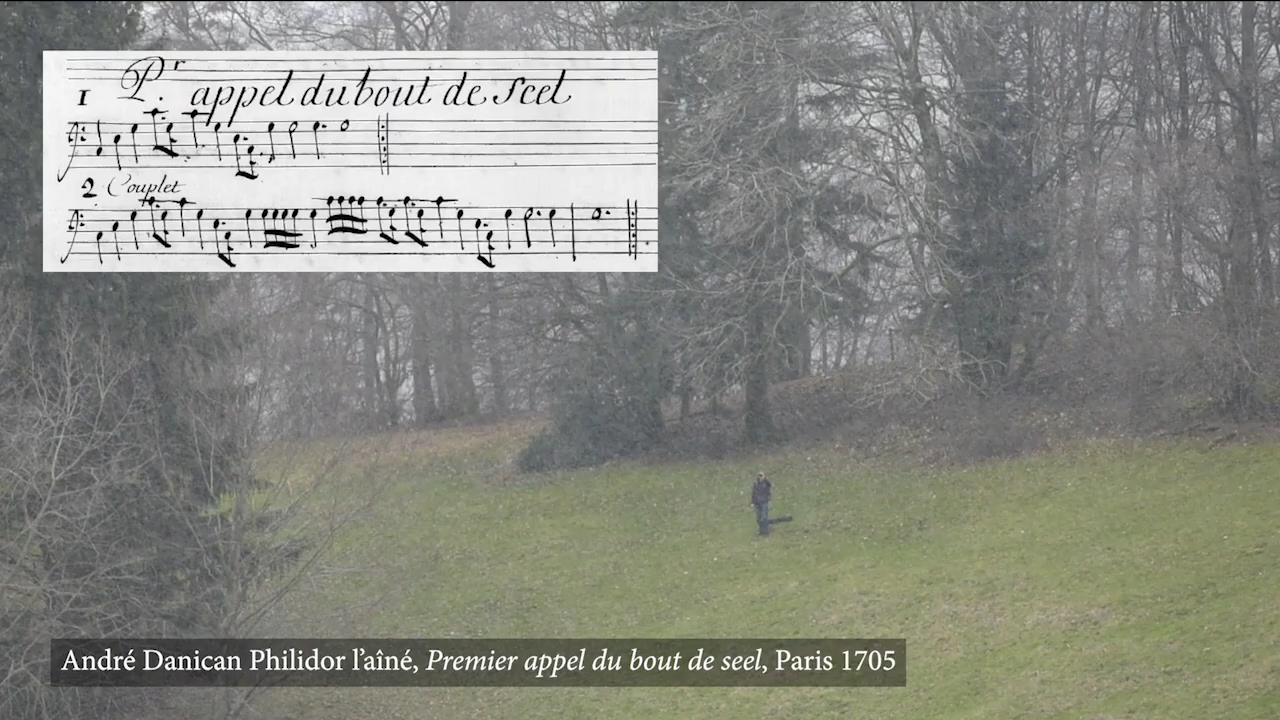 Pr. appel du bout de Seel
1
2 Couplet
André Danican Philidor l'aîné, Premier appel du bout de seel, Paris 1705